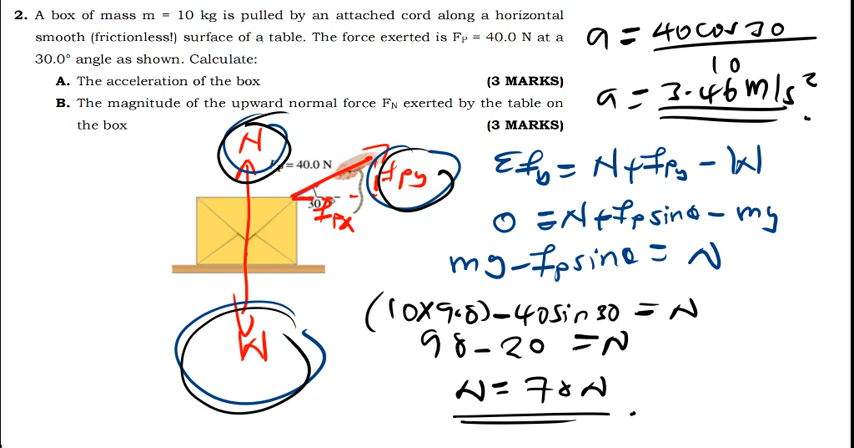 2. A box of mass m = 10 kg is pulled by an attached cord along a horizontal
smooth (frictionless!) surface of a table. The force exerted is FP = 40.0 N at a
30.0° angle as shown. Calculate:
A. The acceleration of the box (3 MARKS)
B. The magnitude of the upward normal force FN exerted by the table on
the box (3 MARKS)
a = 40cos30
10
a = 3.46m/s²
N
= 40.0 N
fpy
30°
fpx
W
Σfy = N+fpy - W
0 = N+fpsinθ - mg
mg-fpsinθ = N
(10x9.8)-40sin30 = N
98-20 = N
N = 78N